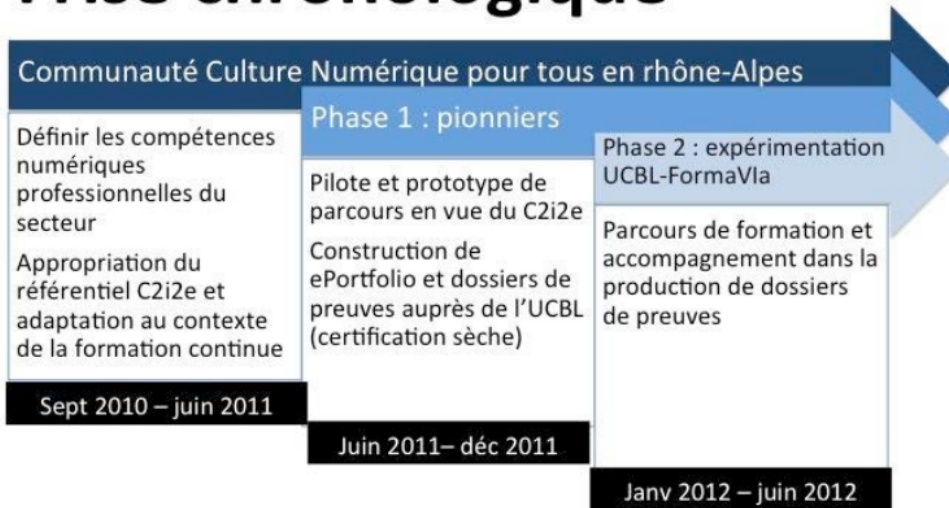 Frise chronologique
Communauté Culture Numérique pour tous en rhône-Alpes
Définir les compétences
numériques
professionnelles du
secteur
Appropriation du
référentiel C2i2e et
adaptation au contexte
de la formation continue
Sept 2010 – juin 2011
Phase 1 : pionniers
Pilote et prototype de
parcours en vue du C2i2e
Construction de
ePortfolio et dossiers de
preuves auprès de l'UCBL
(certification sèche)
Juin 2011– déc 2011
Phase 2 : expérimentation
UCBL-FormaVIa
Parcours de formation et
accompagnement dans la
production de dossiers
de preuves
Janv 2012 – juin 2012